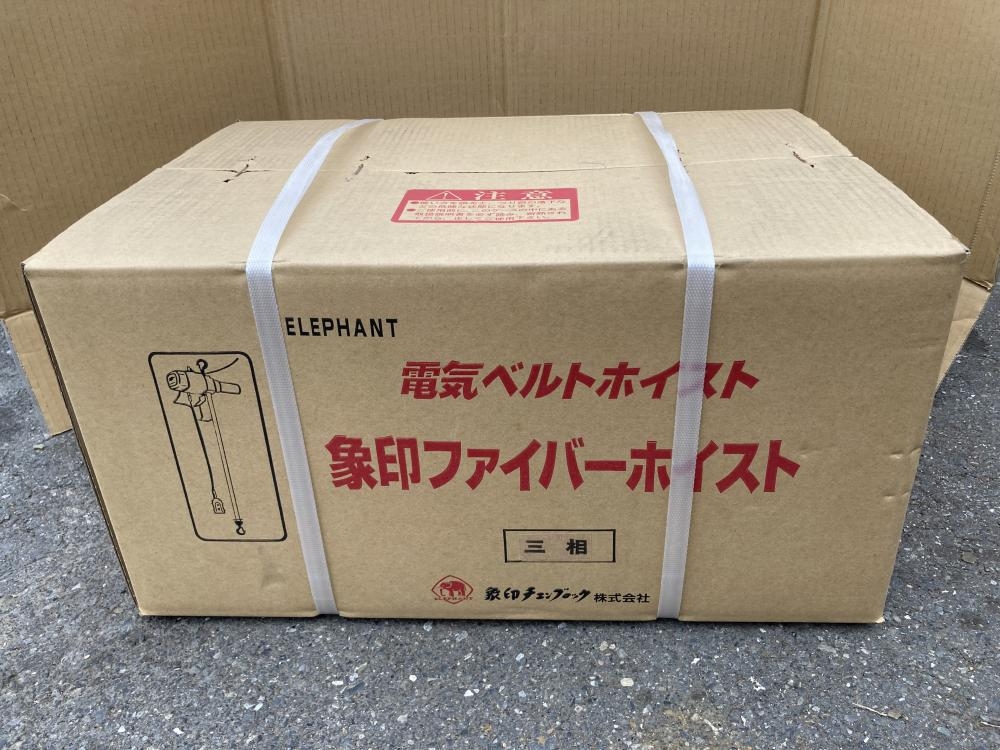 注意
ELEPHANT
電気ベルトホイスト
象印ファイバーホイスト
三相
ELEPHANT
象印チェンブロック株式会社